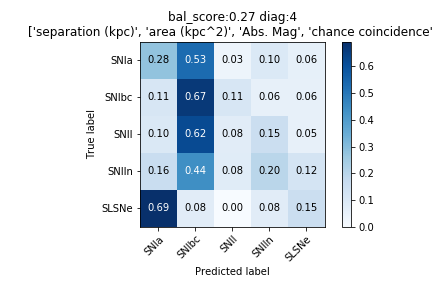 bal_score:0.27 diag:4
['separation (kpc)', 'area (kpc^2)', 'Abs. Mag', 'chance coincidence'
True label
SNIa 0.28 0.53 0.03 0.10 0.06
SNIbc 0.11 0.67 0.11 0.06 0.06
SNII 0.10 0.62 0.08 0.15 0.05
SNIIn 0.16 0.44 0.08 0.20 0.12
SLSNe 0.69 0.08 0.00 0.08 0.15
SNIa SNIbc SNII SNIIn SLSNe
Predicted label
0.6
0.5
0.4
0.3
0.2
0.1
0.0